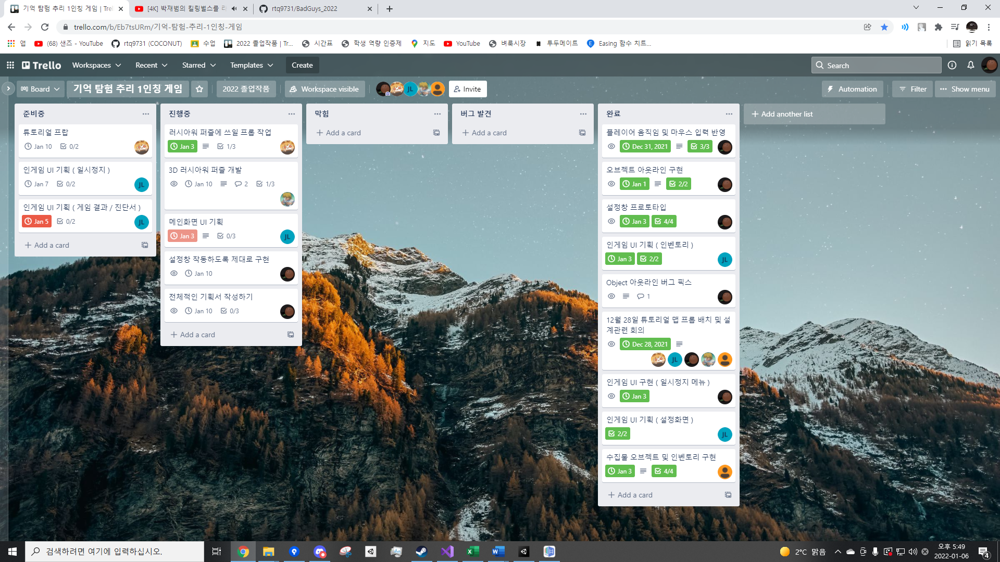 기억 탐험 추리 1인칭 게임 | Trel
[4K] 박재범의 킬링벌스를 라
rtq9731/BadGuys_2022
trello.com/b/Eb7tsURm/기억-탐험-추리-1인칭-게임
앱
(68) 샌즈 - YouTube
rtq9731 (COCONUT)
수업
2022 졸업작품 | Tr...
시간표
학생 역량 인증제
지도
YouTube
벼룩시장
투두메이트
Easing 함수 치트...
읽기 목록
Trello
Workspaces
Recent
Starred
Templates
Create
Search
Board
기억 탐험 추리 1인칭 게임
2022 졸업작품
Workspace visible
JL
Invite
Automation
Filter
Show menu
준비중
튜토리얼 프랍
Jan 10 0/2
인게임 UI 기획 ( 일시정지 )
Jan 7 0/2
JL
인게임 UI 기획 ( 게임 결과 / 진단서 )
Jan 5 0/2
JL
Add a card
진행중
러시아워 퍼즐에 쓰일 프롭 작업
Jan 3 1/3
3D 러시아워 퍼즐 개발
Jan 10 2 1/3
메인화면 UI 기획
Jan 3 0/3
JL
설정창 작동하도록 제대로 구현
Jan 10
전체적인 기획서 작성하기
Jan 10 0/3
Add a card
막힘
Add a card
버그 발견
Add a card
완료
플레이어 움직임 및 마우스 입력 반영
Dec 31, 2021 3/3
오브젝트 아웃라인 구현
Jan 1 2/2
설정창 프로토타입
Jan 3 4/4
인게임 UI 기획 ( 인벤토리 )
Jan 3 2/2
JL
Object 아웃라인 버그 픽스
1
12월 28일 튜토리얼 맵 프롭 배치 및 설
계관련 회의
Dec 28, 2021
JL
인게임 UI 구현 ( 일시정지 메뉴 )
Jan 3
인게임 UI 기획 ( 설정화면 )
2/2
JL
수집물 오브젝트 및 인벤토리 구현
Jan 3 4/4
Add a card
Add another list
검색하려면 여기에 입력하십시오.
2°C 맑음
오후 5:49
2022-01-06
4